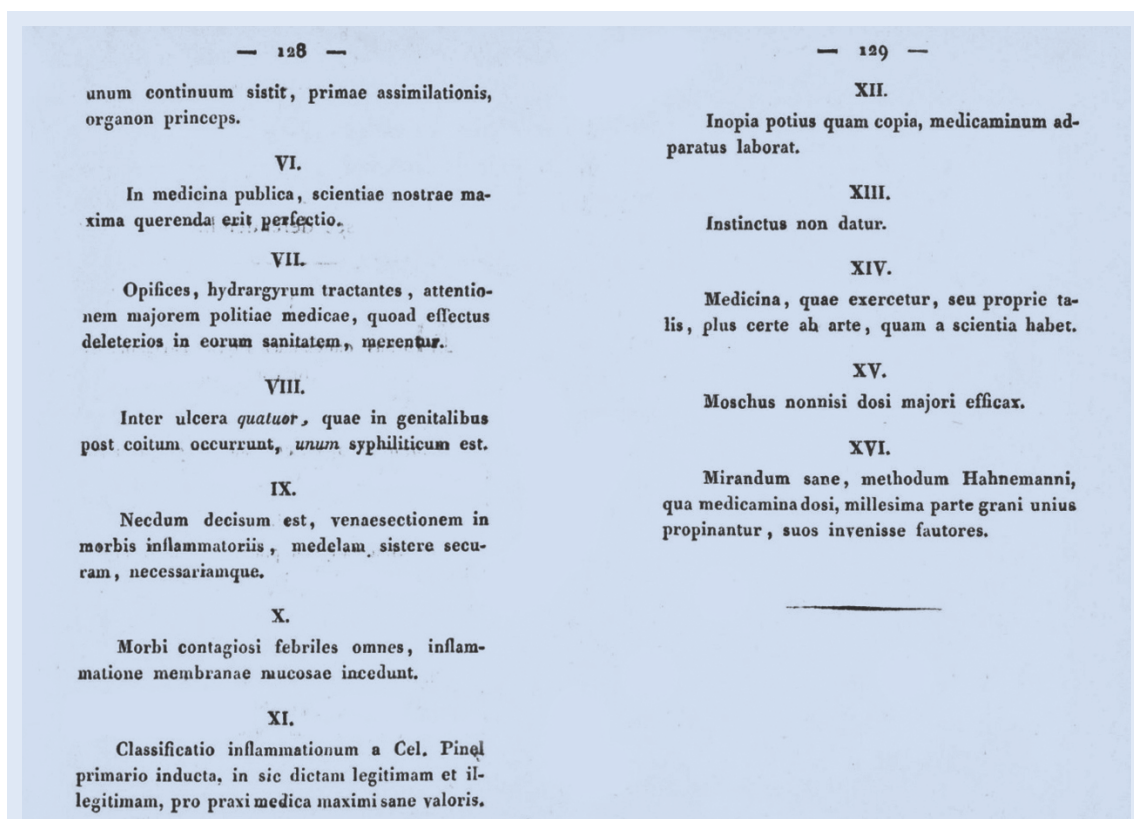 — 128 —
unum continuum sistit, primae assimilationis,
organon princeps.
VI.
In medicina publica, scientiae nostrae ma-
xima querenda erit perfectio.
VII.
Opifices, hydrargyrum tractantes, attentio-
nem majorem politiae medicae, quoad effectus
deleterios in eorum sanitatem, merentur.
VIII.
Inter ulcera quatuor, quae in genitalibus
post coitum occurrunt, unum syphiliticum est.
IX.
Necdum decisum est, venaesectionem in
morbis inflammatoriis, medelam sistere secu-
ram, necessariamque.
X.
Morbi contagiosi febriles omnes, inflam-
matione membranae mucosae incedunt.
XI.
Classificatio inflammationum a Cel. Pinel
primario inducta, in sic dictam legitimam et il-
legitimam, pro praxi medica maximi sane valoris.
— 129 —
XII.
Inopia potius quam copia, medicaminum ad-
paratus laborat.
XIII.
Instinctus non datur.
XIV.
Medicina, quae exercetur, seu proprie ta-
lis, plus certe ab arte, quam a scientia habet.
XV.
Moschus nonnisi dosi majori efficax.
XVI.
Mirandum sane, methodum Hahnemanni,
qua medicamina dosi, millesima parte grani unius
propinantur, suos invenisse fautores.